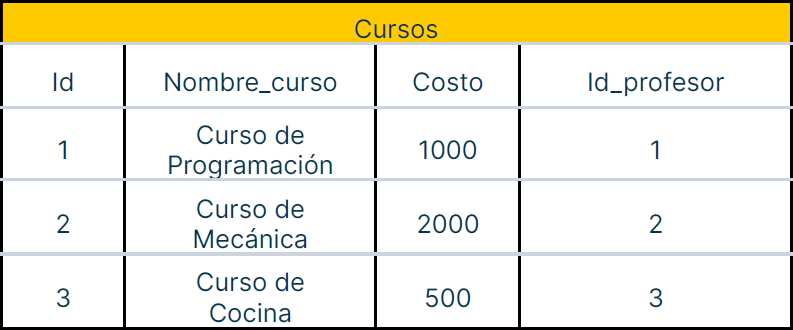 Cursos
Id Nombre_curso Costo Id_profesor
1 Curso de Programación 1000 1
2 Curso de Mecánica 2000 2
3 Curso de Cocina 500 3